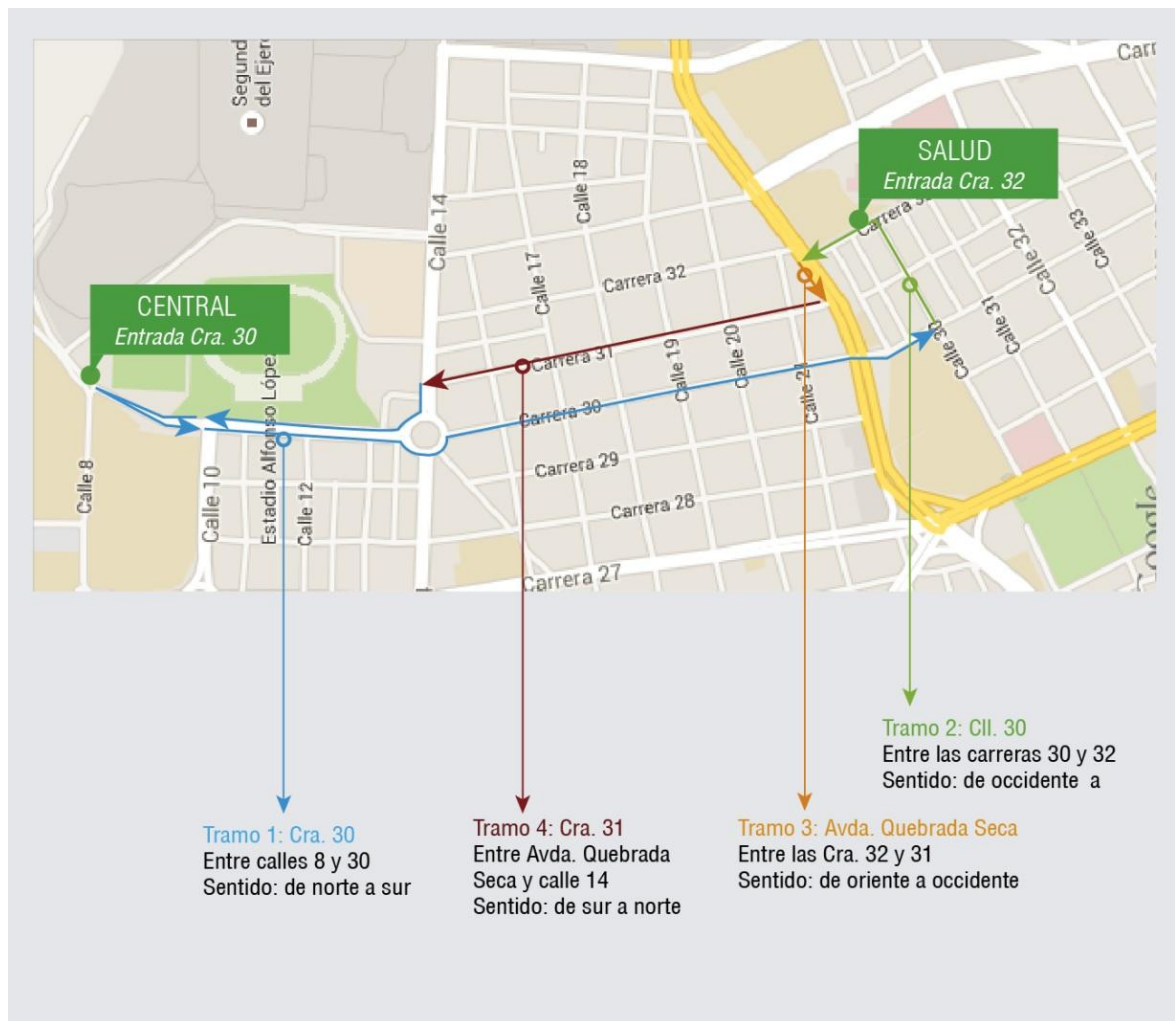 Segund
del Ejer
Carr
SALUD
Entrada Cra. 32
Calle 18
Calle 14
Calle 17
Carrera 32
Carrera 3
Calle 32
Calle 33
Calle 31
Calle 30
CENTRAL
Entrada Cra. 30
Carrera 31
Calle 19
Calle 20
Calle 21
Carrera 30
Carrera 29
Carrera 28
Carrera 27
Calle 8
Calle 10
Estadio Alfonso López
Calle 12
Google
Tramo 2: Cll. 30
Entre las carreras 30 y 32
Sentido: de occidente a
Tramo 1: Cra. 30
Entre calles 8 y 30
Sentido: de norte a sur
Tramo 4: Cra. 31
Entre Avda. Quebrada
Seca y calle 14
Sentido: de sur a norte
Tramo 3: Avda. Quebrada Seca
Entre las Cra. 32 y 31
Sentido: de oriente a occidente